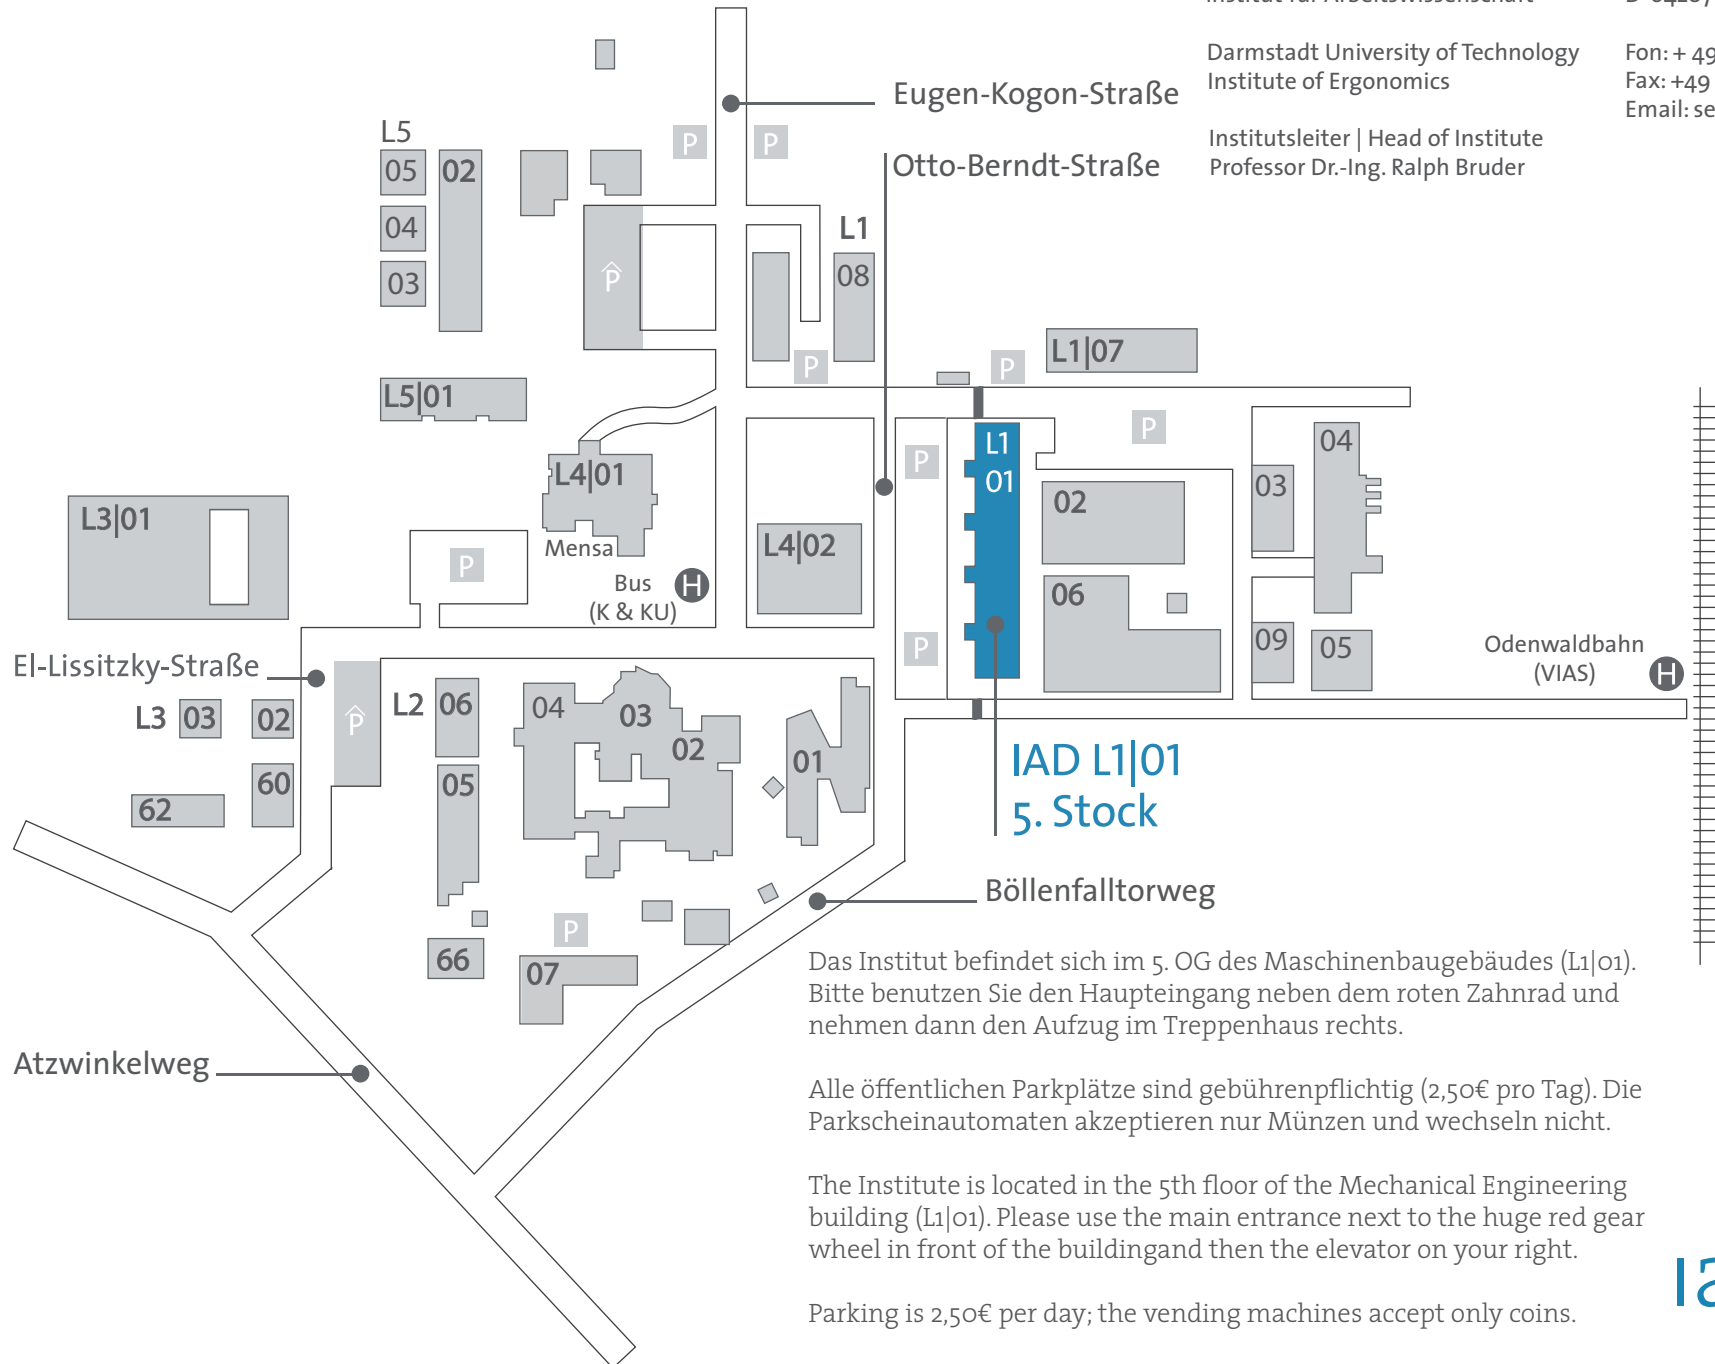 Darmstadt University of Technology
Institute of Ergonomics
Institutsleiter | Head of Institute
Professor Dr.-Ing. Ralph Bruder
Fon: + 49
Fax: +49
Email: se
Eugen-Kogon-Straße
Otto-Berndt-Straße
P
P
L5
05
02
04
03
P
L1
08
P
P
L1|07
L5|01
P
P
L1
01
04
03
02
L4|01
Mensa
L3|01
P
L4|02
Bus
(K & KU)
H
06
P
09
05
Odenwaldbahn
(VIAS)
H
El-Lissitzky-Straße
L3
03
02
P
L2
06
04
03
02
01
60
62
05
IAD L1|01
5. Stock
Böllenfalltorweg
P
66
07
Atzwinkelweg
Das Institut befindet sich im 5. OG des Maschinenbaugebäudes (L1|01).
Bitte benutzen Sie den Haupteingang neben dem roten Zahnrad und
nehmen dann den Aufzug im Treppenhaus rechts.
Alle öffentlichen Parkplätze sind gebührenpflichtig (2,50€ pro Tag). Die
Parkscheinautomaten akzeptieren nur Münzen und wechseln nicht.
The Institute is located in the 5th floor of the Mechanical Engineering
building (L1|01). Please use the main entrance next to the huge red gear
wheel in front of the buildingand then the elevator on your right.
Parking is 2,50€ per day; the vending machines accept only coins.